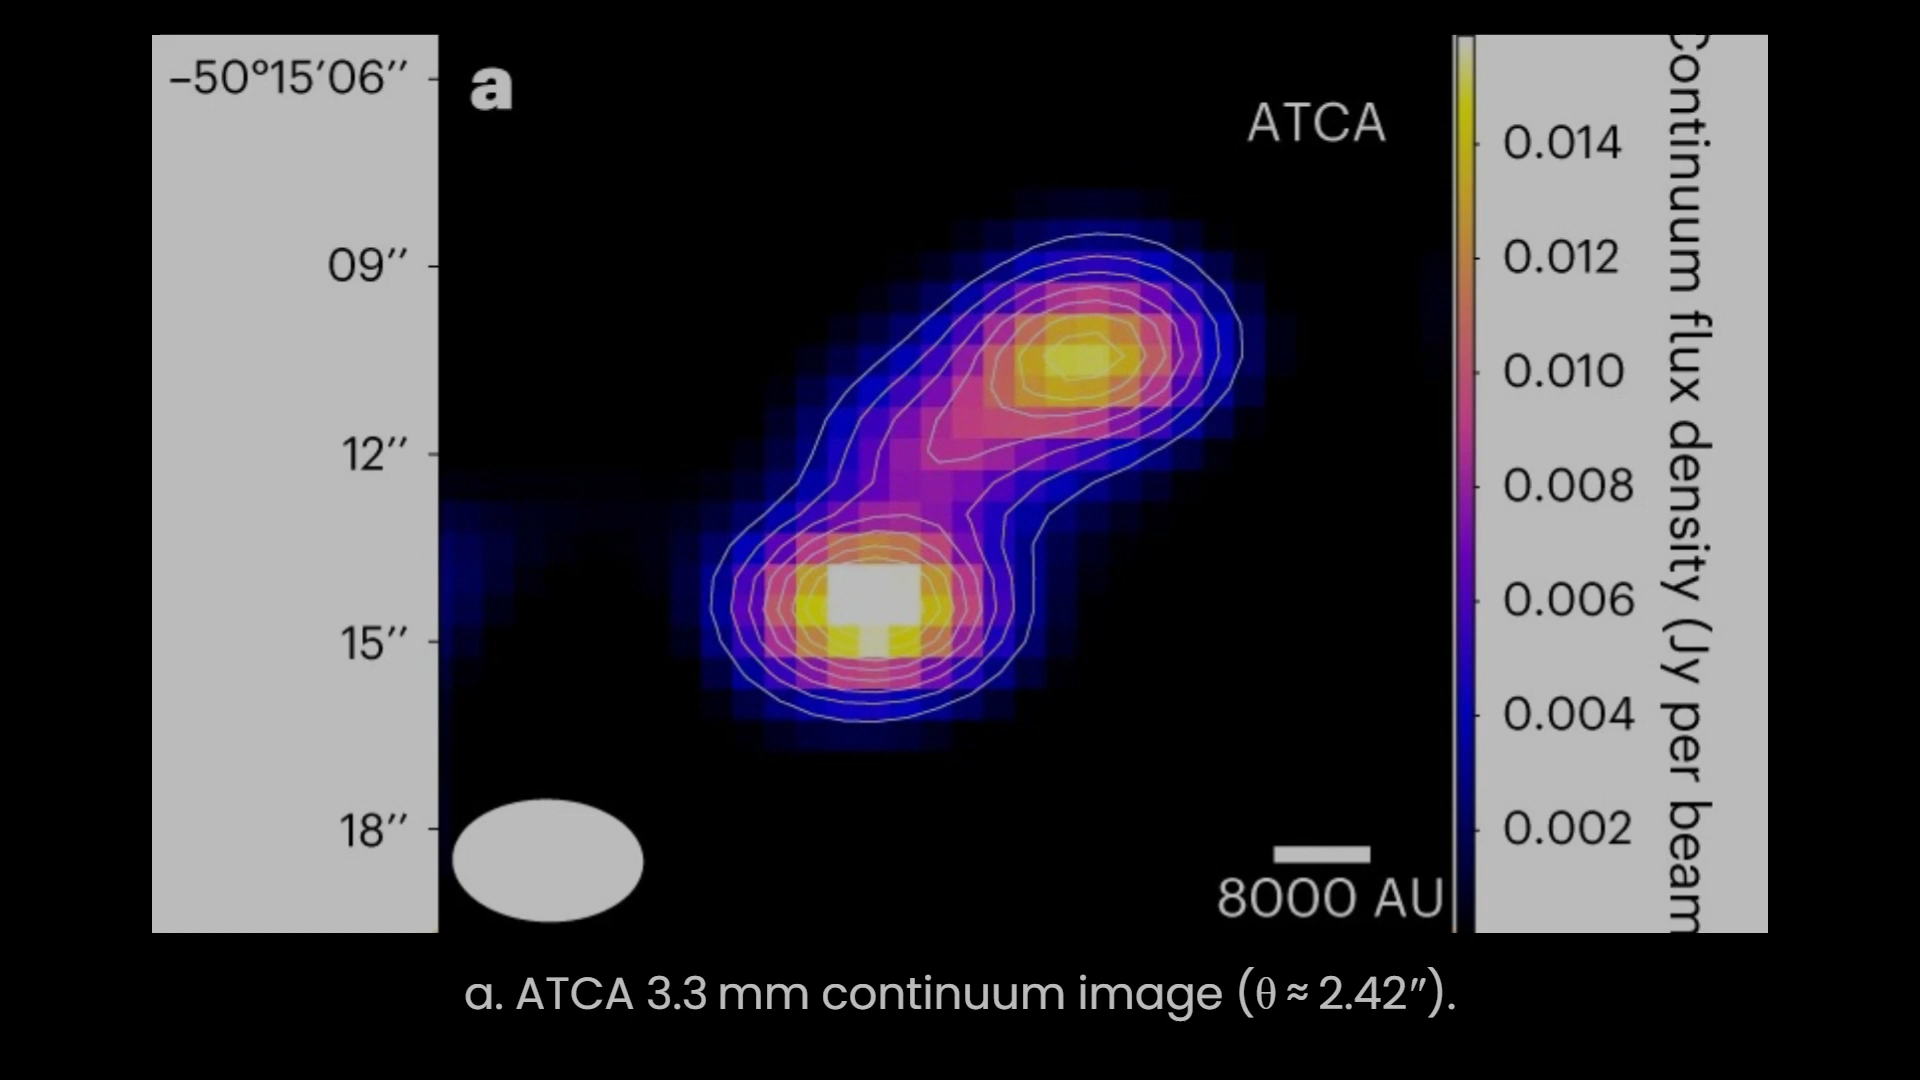 a
ATCA
−50°15′06′′
09′′
12′′
15′′
18′′
8000 AU
0.014
0.012
0.010
0.008
0.006
0.004
0.002
Continuum flux density (Jy per beam
a. ATCA 3.3 mm continuum image (θ ≈ 2.42″).